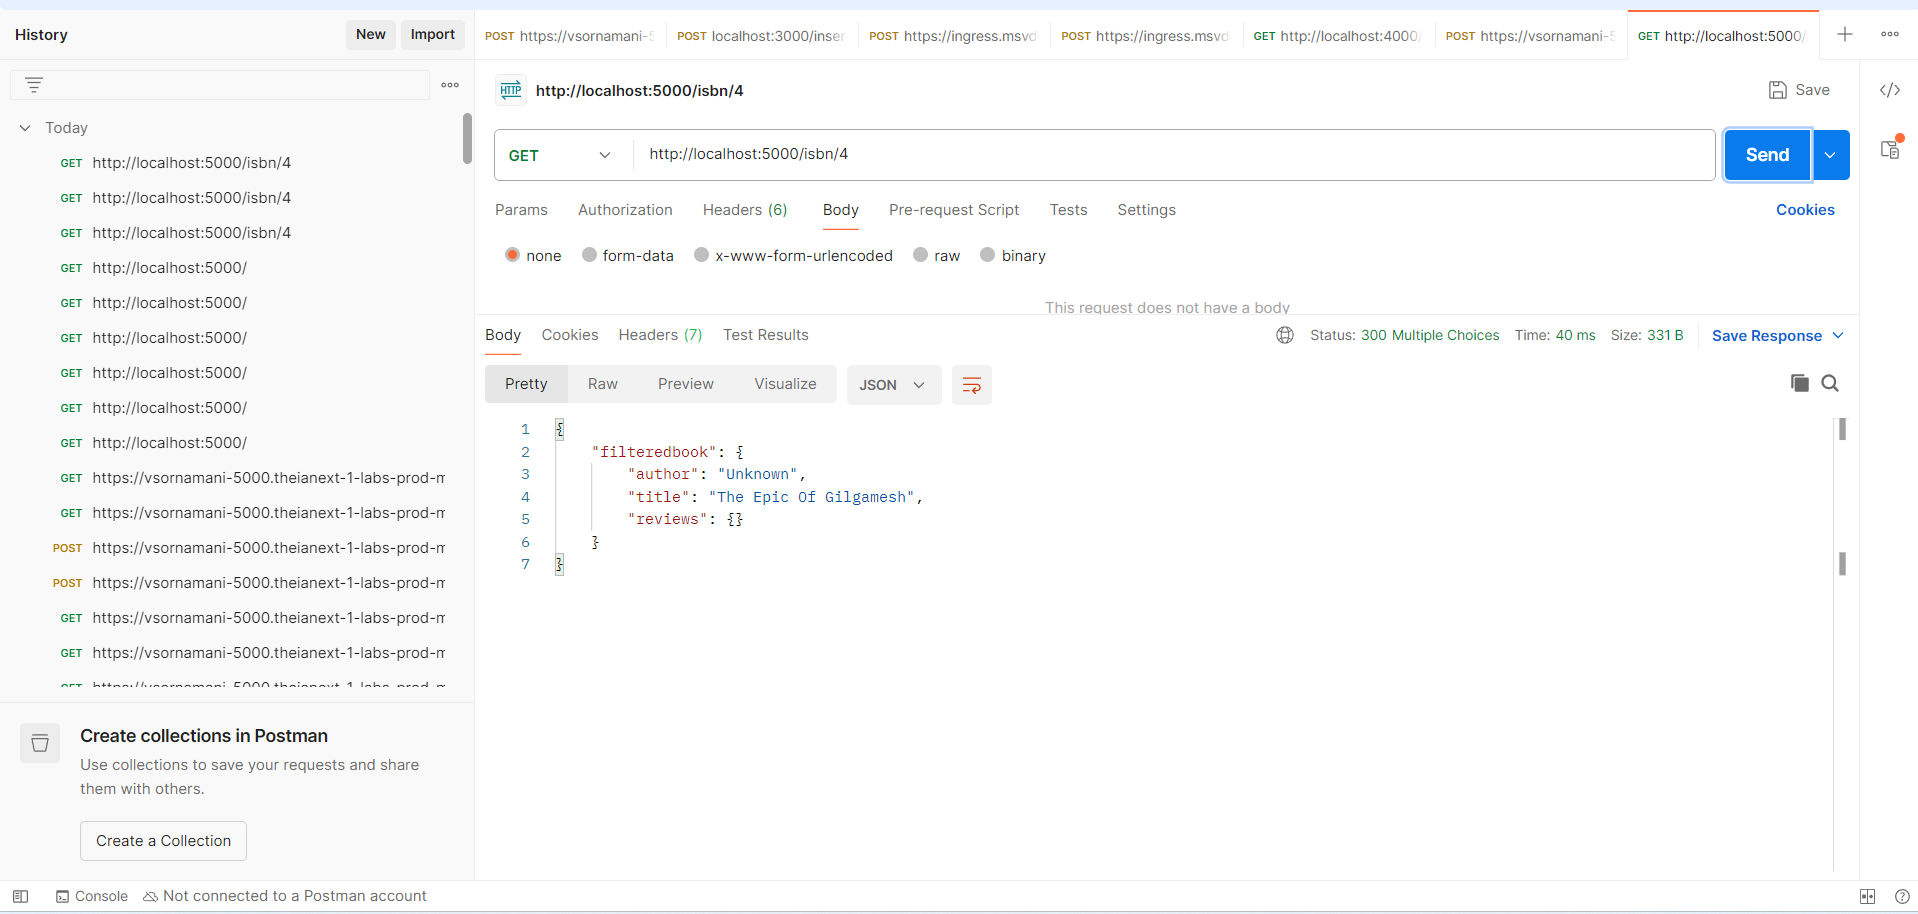 History
New
Import
Today
GET http://localhost:5000/isbn/4
GET http://localhost:5000/isbn/4
GET http://localhost:5000/isbn/4
GET http://localhost:5000/
GET http://localhost:5000/
GET http://localhost:5000/
GET http://localhost:5000/
GET http://localhost:5000/
GET http://localhost:5000/
GET https://vsornamani-5000.theianext-1-labs-prod-m
GET https://vsornamani-5000.theianext-1-labs-prod-m
POST https://vsornamani-5000.theianext-1-labs-prod-m
POST https://vsornamani-5000.theianext-1-labs-prod-m
GET https://vsornamani-5000.theianext-1-labs-prod-m
GET https://vsornamani-5000.theianext-1-labs-prod-m
GET https://vsornamani-5000.theianext-1-labs-prod-m
Create collections in Postman
Use collections to save your requests and share
them with others.
Create a Collection
POST https://vsornamani-5 POST localhost:3000/inser POST https://ingress.msvd POST https://ingress.msvd GET http://localhost:4000/ POST https://vsornamani-5 GET http://localhost:5000/
HTTP http://localhost:5000/isbn/4
Save
GET http://localhost:5000/isbn/4
Send
Params Authorization Headers (6) Body Pre-request Script Tests Settings
Cookies
none form-data x-www-form-urlencoded raw binary
This request does not have a body
Body Cookies Headers (7) Test Results
Status: 300 Multiple Choices Time: 40 ms Size: 331 B Save Response
Pretty Raw Preview Visualize JSON
1 {
2 "filteredbook": {
3 "author": "Unknown",
4 "title": "The Epic Of Gilgamesh",
5 "reviews": {}
6 }
7 }
Console Not connected to a Postman account